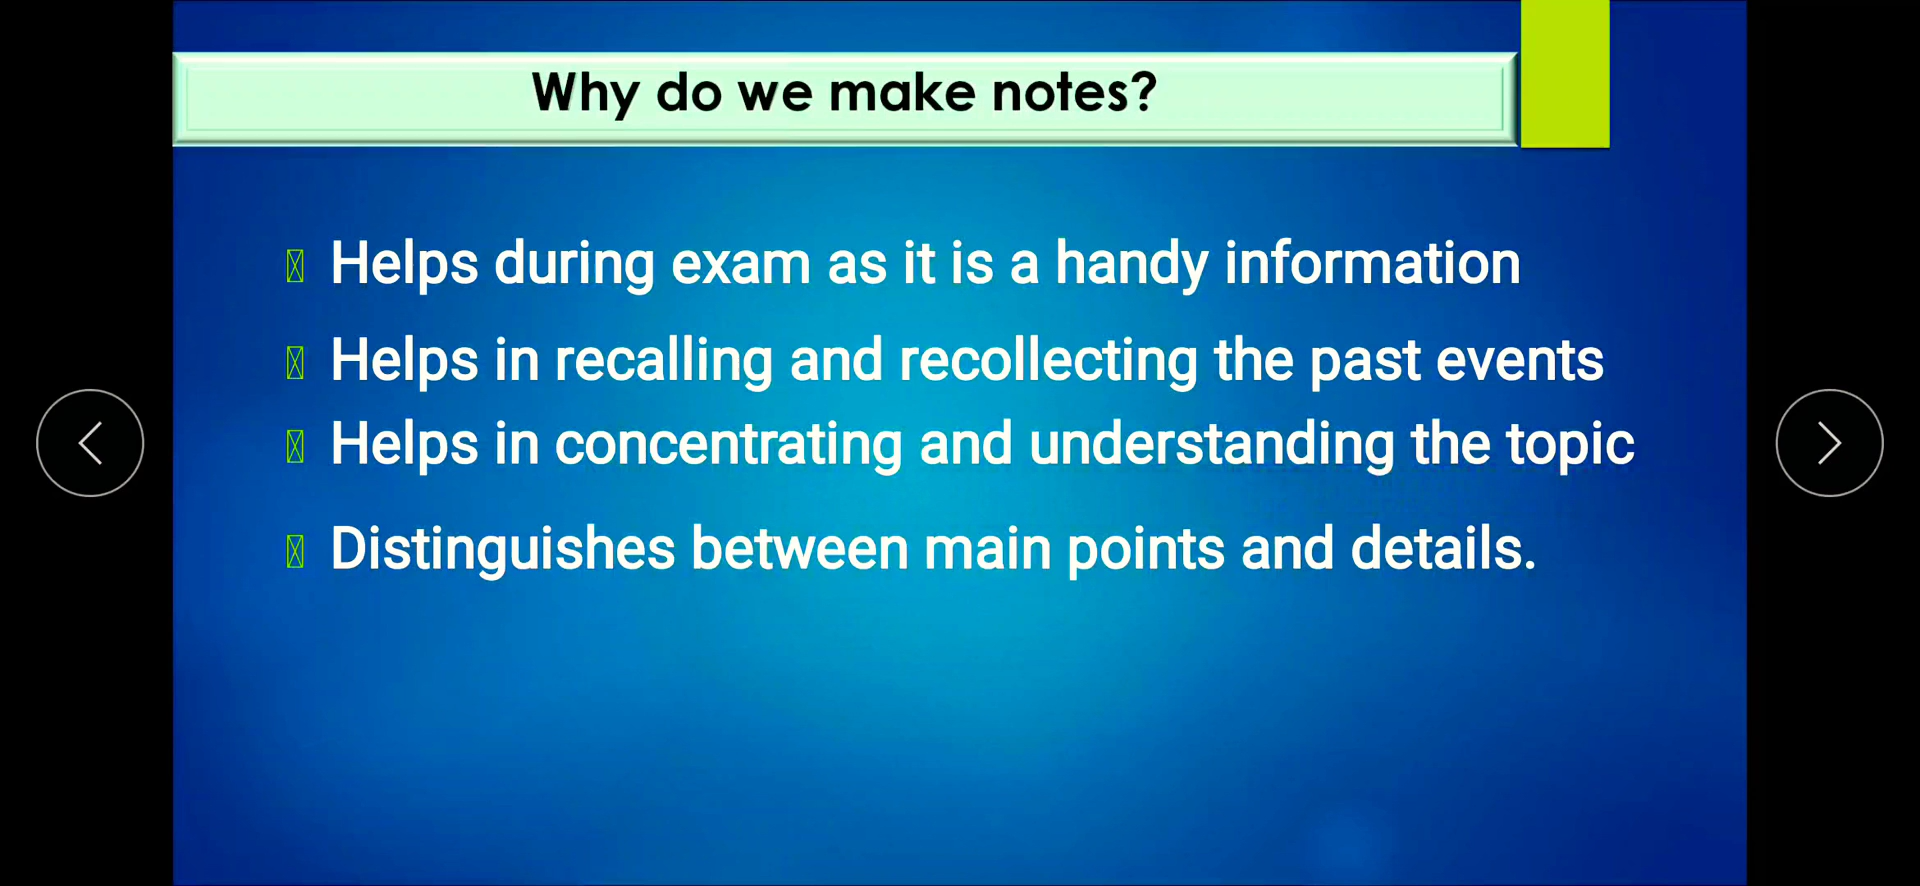 Why do we make notes?
Helps during exam as it is a handy information
Helps in recalling and recollecting the past events
Helps in concentrating and understanding the topic
Distinguishes between main points and details.